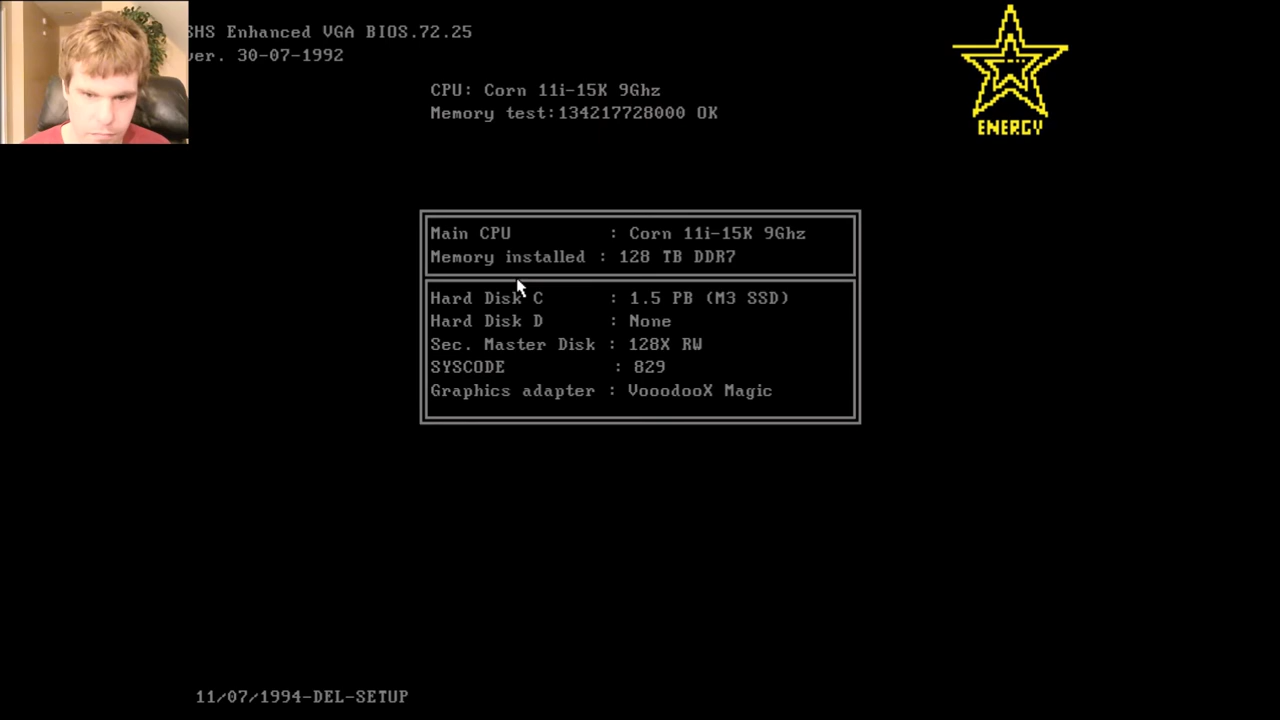 SHS Enhanced VGA BIOS.72.25
ver. 30-07-1992
ENERGY
CPU: Corn 11i-15K 9Ghz
Memory test:134217728000 OK
Main CPU : Corn 11i-15K 9Ghz
Memory installed : 128 TB DDR7
Hard Disk C : 1.5 PB (M3 SSD)
Hard Disk D : None
Sec. Master Disk : 128X RW
SYSCODE : 829
Graphics adapter : VooodooX Magic
11/07/1994-DEL-SETUP